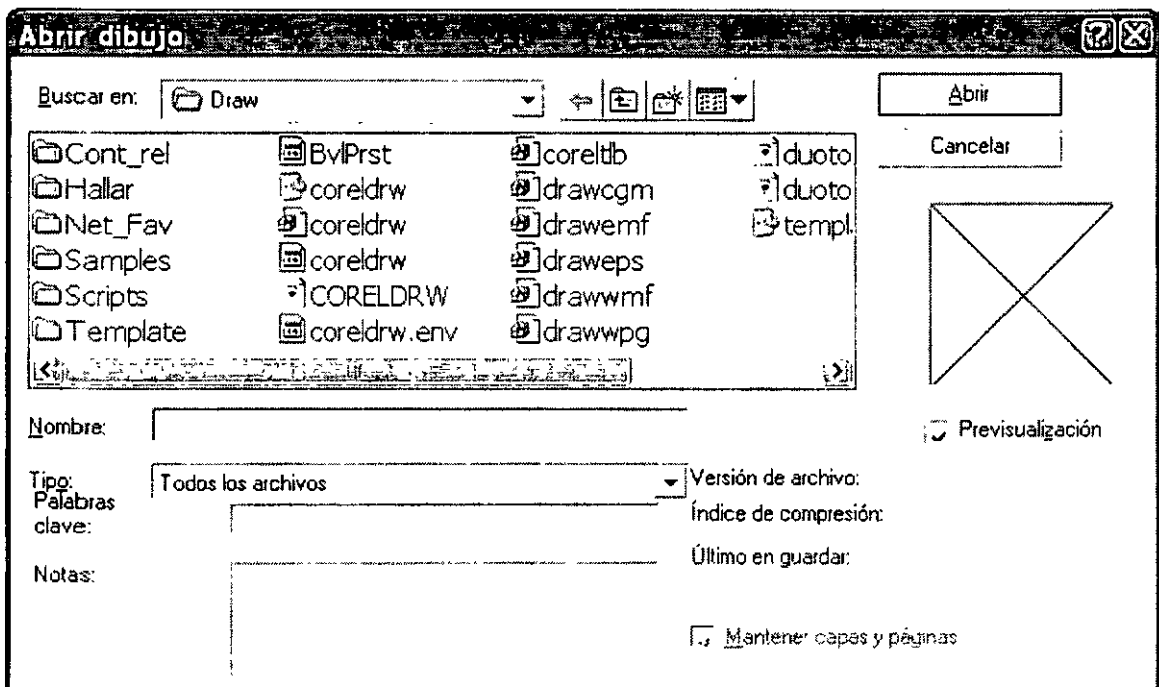 Abrir dibujo
Buscar en: Draw
Abrir
Cancelar
Cont_rel BvlPrst coreltlb duoto
Hallar coreldrw drawcgm duoto
Net_Fav coreldrw drawemf templ.
Samples coreldrw draweps
Scripts CORELDRW drawwmf
Template coreldrw.env drawwpg
Nombre:
Previsualización
Tipo: Todos los archivos
Versión de archivo:
Palabras
clave:
Índice de compresión:
Último en guardar:
Notas:
Mantener capas y páginas